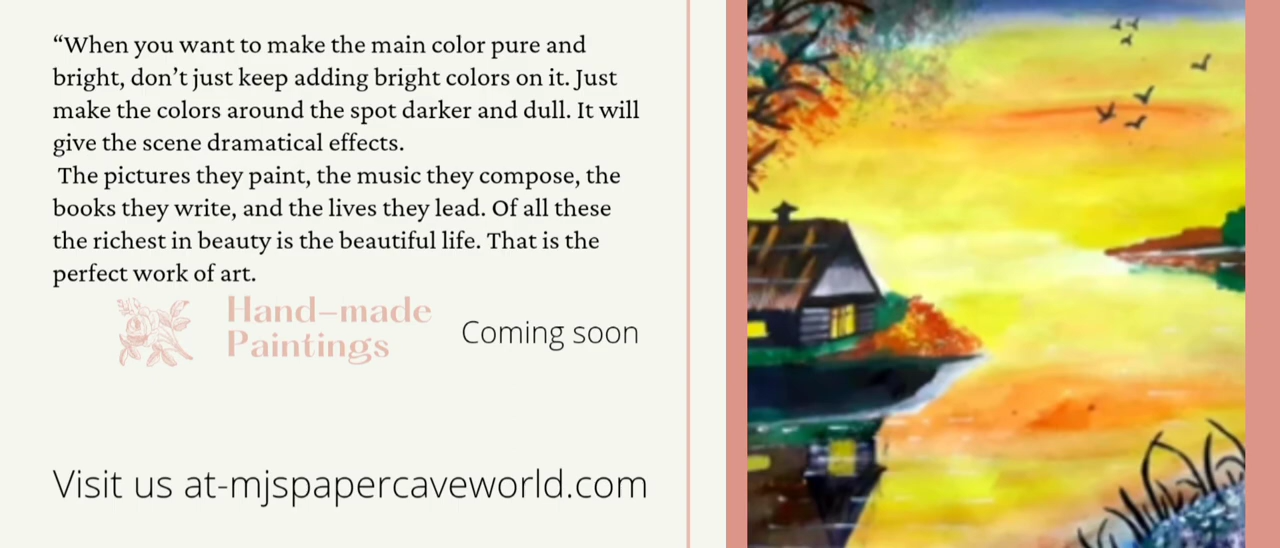 “When you want to make the main color pure and
bright, don’t just keep adding bright colors on it. Just
make the colors around the spot darker and dull. It will
give the scene dramatical effects.
The pictures they paint, the music they compose, the
books they write, and the lives they lead. Of all these
the richest in beauty is the beautiful life. That is the
perfect work of art.
Hand–made
Paintings
Coming soon
Visit us at-mjspapercaveworld.com